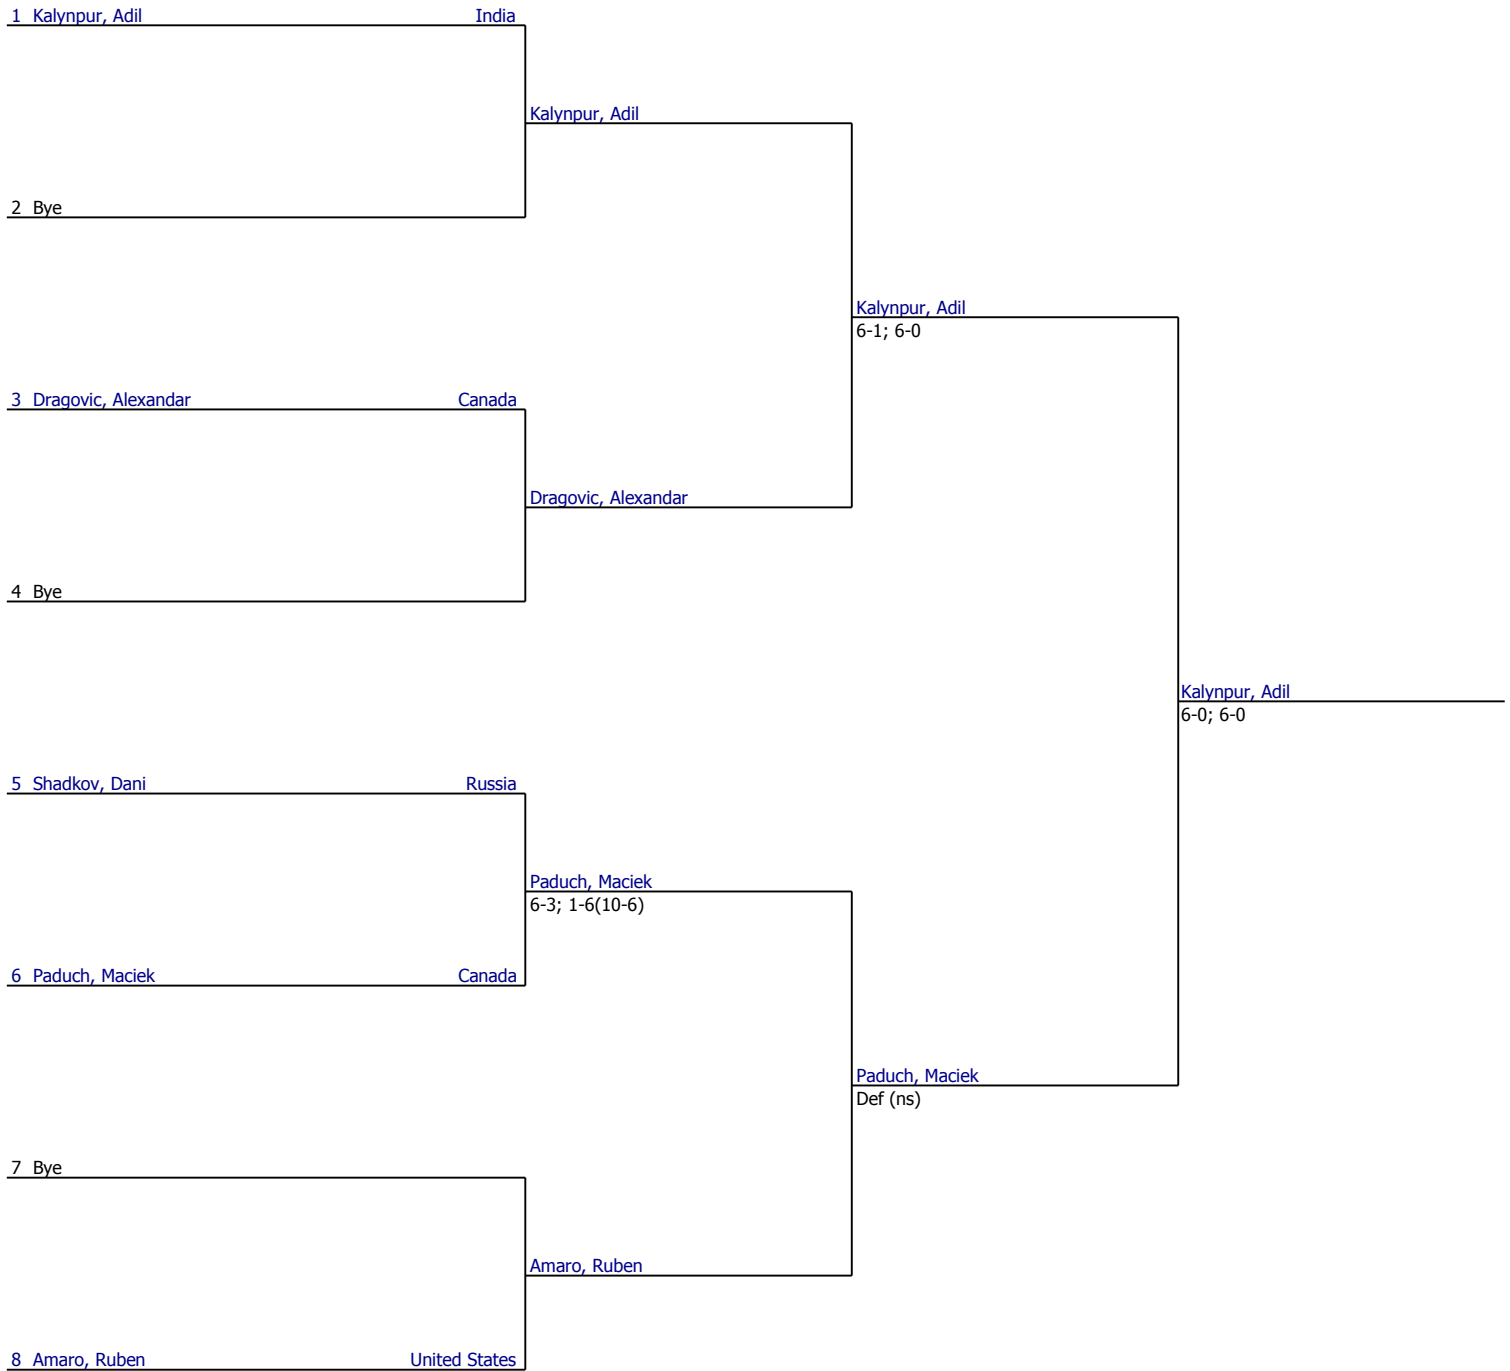 1 Kalynpur, Adil India
Kalynpur, Adil
2 Bye
Kalynpur, Adil
6-1; 6-0
3 Dragovic, Alexandar Canada
Dragovic, Alexandar
4 Bye
Kalynpur, Adil
6-0; 6-0
5 Shadkov, Dani Russia
Paduch, Maciek
6-3; 1-6(10-6)
6 Paduch, Maciek Canada
Paduch, Maciek
Def (ns)
7 Bye
Amaro, Ruben
8 Amaro, Ruben United States